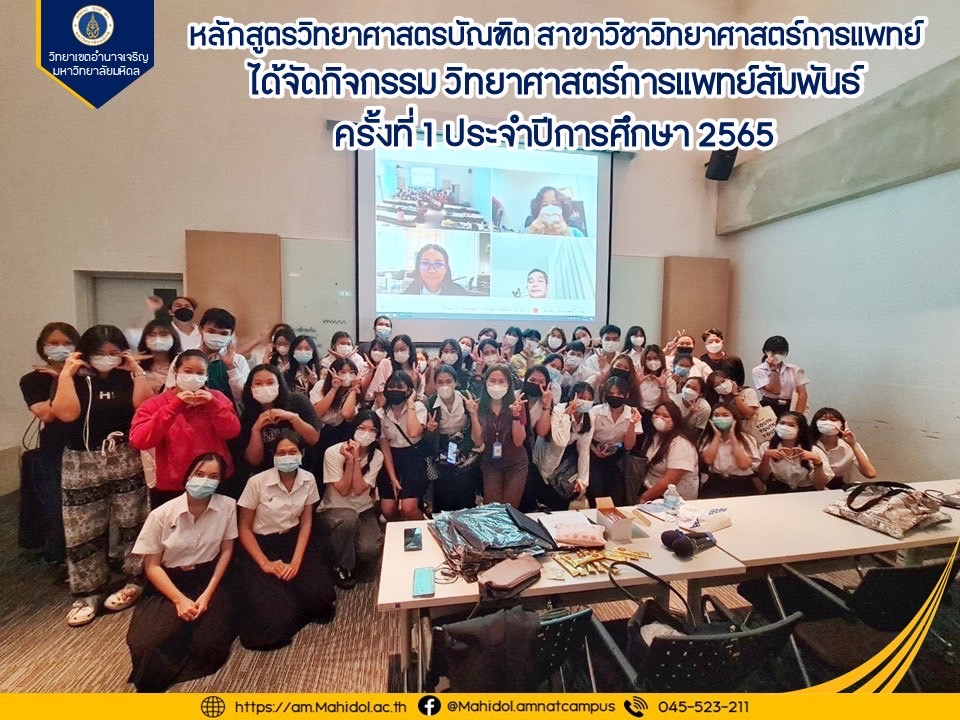 วิทยาเขตอำนาจเจริญ
มหาวิทยาลัยมหิดล
หลักสูตรวิทยาศาสตรบัณฑิต สาขาวิชาวิทยาศาสตร์การแพทย์
ได้จัดกิจกรรม วิทยาศาสตร์การแพทย์สัมพันธ์
ครั้งที่ 1 ประจำปีการศึกษา 2565
https://am.Mahidol.ac.th @Mahidol.amnatcampus 045-523-211